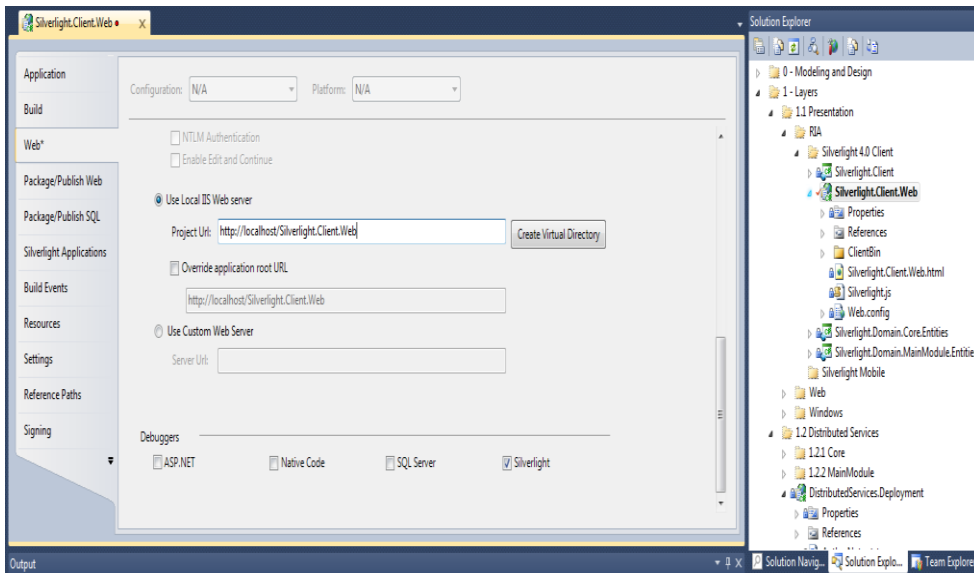 Silverlight.Client.Web
Application
Build
Web*
Package/Publish Web
Package/Publish SQL
Silverlight Applications
Build Events
Resources
Settings
Reference Paths
Signing
Configuration: N/A Platform: N/A
NTLM Authentication
Enable Edit and Continue
Use Local IIS Web server
Project Url: http://localhost/Silverlight.Client.Web Create Virtual Directory
Override application root URL
http://localhost/Silverlight.Client.Web
Use Custom Web Server
Server Url:
Debuggers
ASP.NET Native Code SQL Server Silverlight
Output
Solution Explorer
0 - Modeling and Design
1 - Layers
1.1 Presentation
RIA
Silverlight 4.0 Client
Silverlight.Client
Silverlight.Client.Web
Properties
References
ClientBin
Silverlight.Client.Web.html
Silverlight.js
Web.config
Silverlight.Domain.Core.Entities
Silverlight.Domain.MainModule.Entitie
Silverlight Mobile
Web
Windows
1.2 Distributed Services
1.2.1 Core
1.2.2 MainModule
DistributedServices.Deployment
Properties
References
Solution Navig... Solution Explo... Team Explore